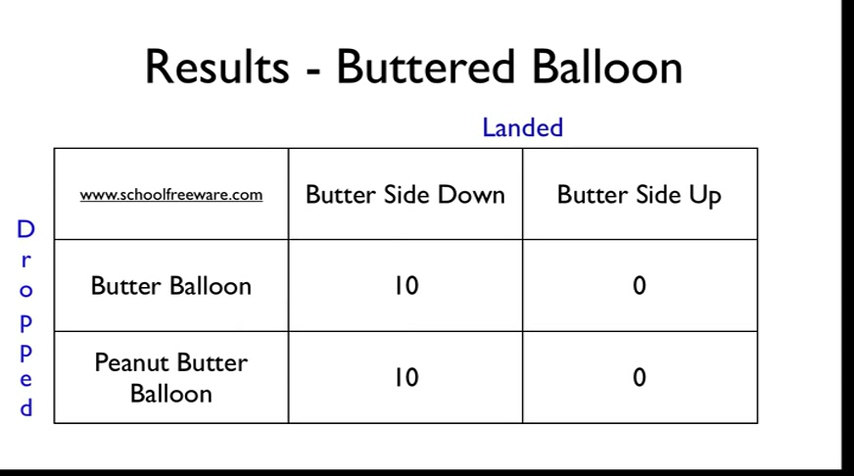 Results - Buttered Balloon
Landed
www.schoolfreeware.com Butter Side Down Butter Side Up
Dropped
Butter Balloon 10 0
Peanut Butter
Balloon 10 0